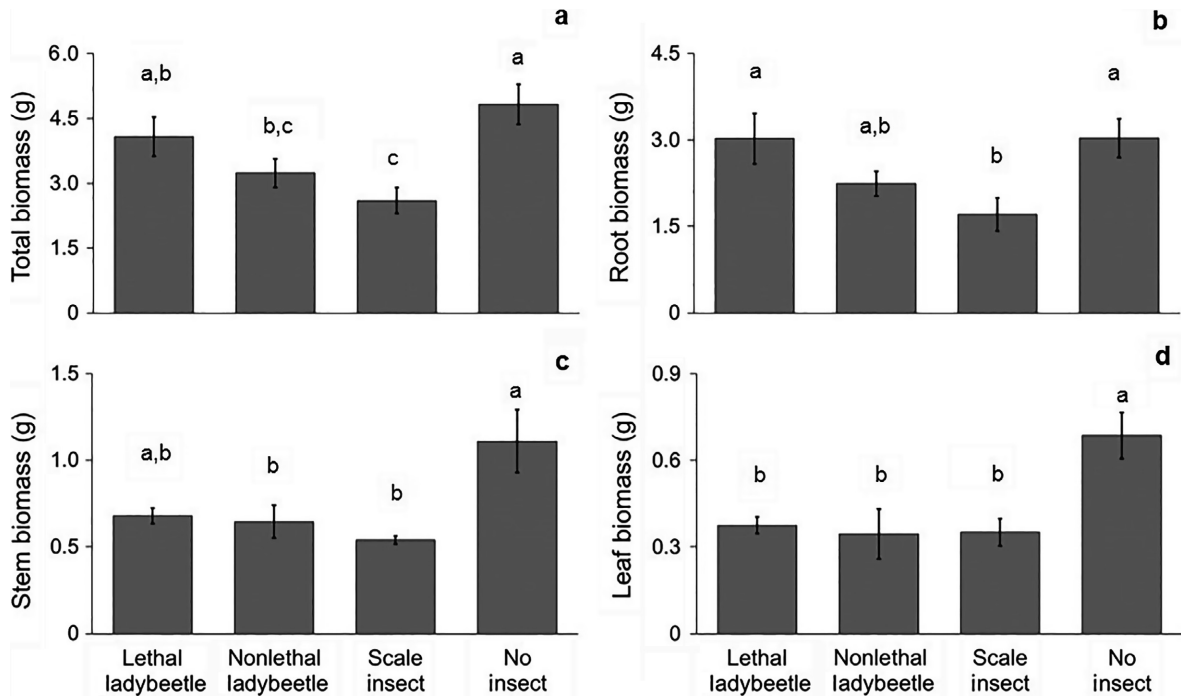 a
Total biomass (g)
6.0
4.5
3.0
1.5
0
a,b
b,c
c
a
b
Root biomass (g)
4.5
3.0
1.5
0
a
a,b
b
a
c
Stem biomass (g)
1.5
1.0
0.5
0
a,b
b
b
a
Lethal
ladybeetle
Nonlethal
ladybeetle
Scale
insect
No
insect
d
Leaf biomass (g)
0.9
0.6
0.3
0
b
b
b
a
Lethal
ladybeetle
Nonlethal
ladybeetle
Scale
insect
No
insect